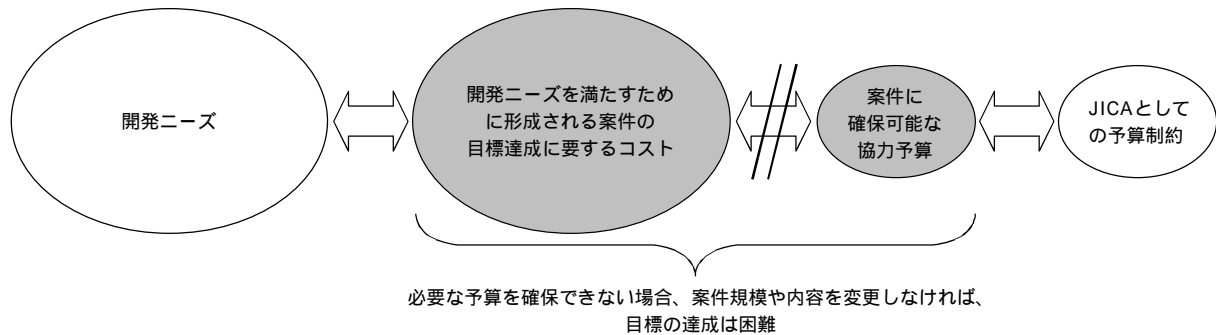 開発ニーズ
開発ニーズを満たすため
に形成される案件の
目標達成に要するコスト
案件に
確保可能な
協力予算
JICAとして
の予算制約
必要な予算を確保できない場合、案件規模や内容を変更しなければ、
目標の達成は困難